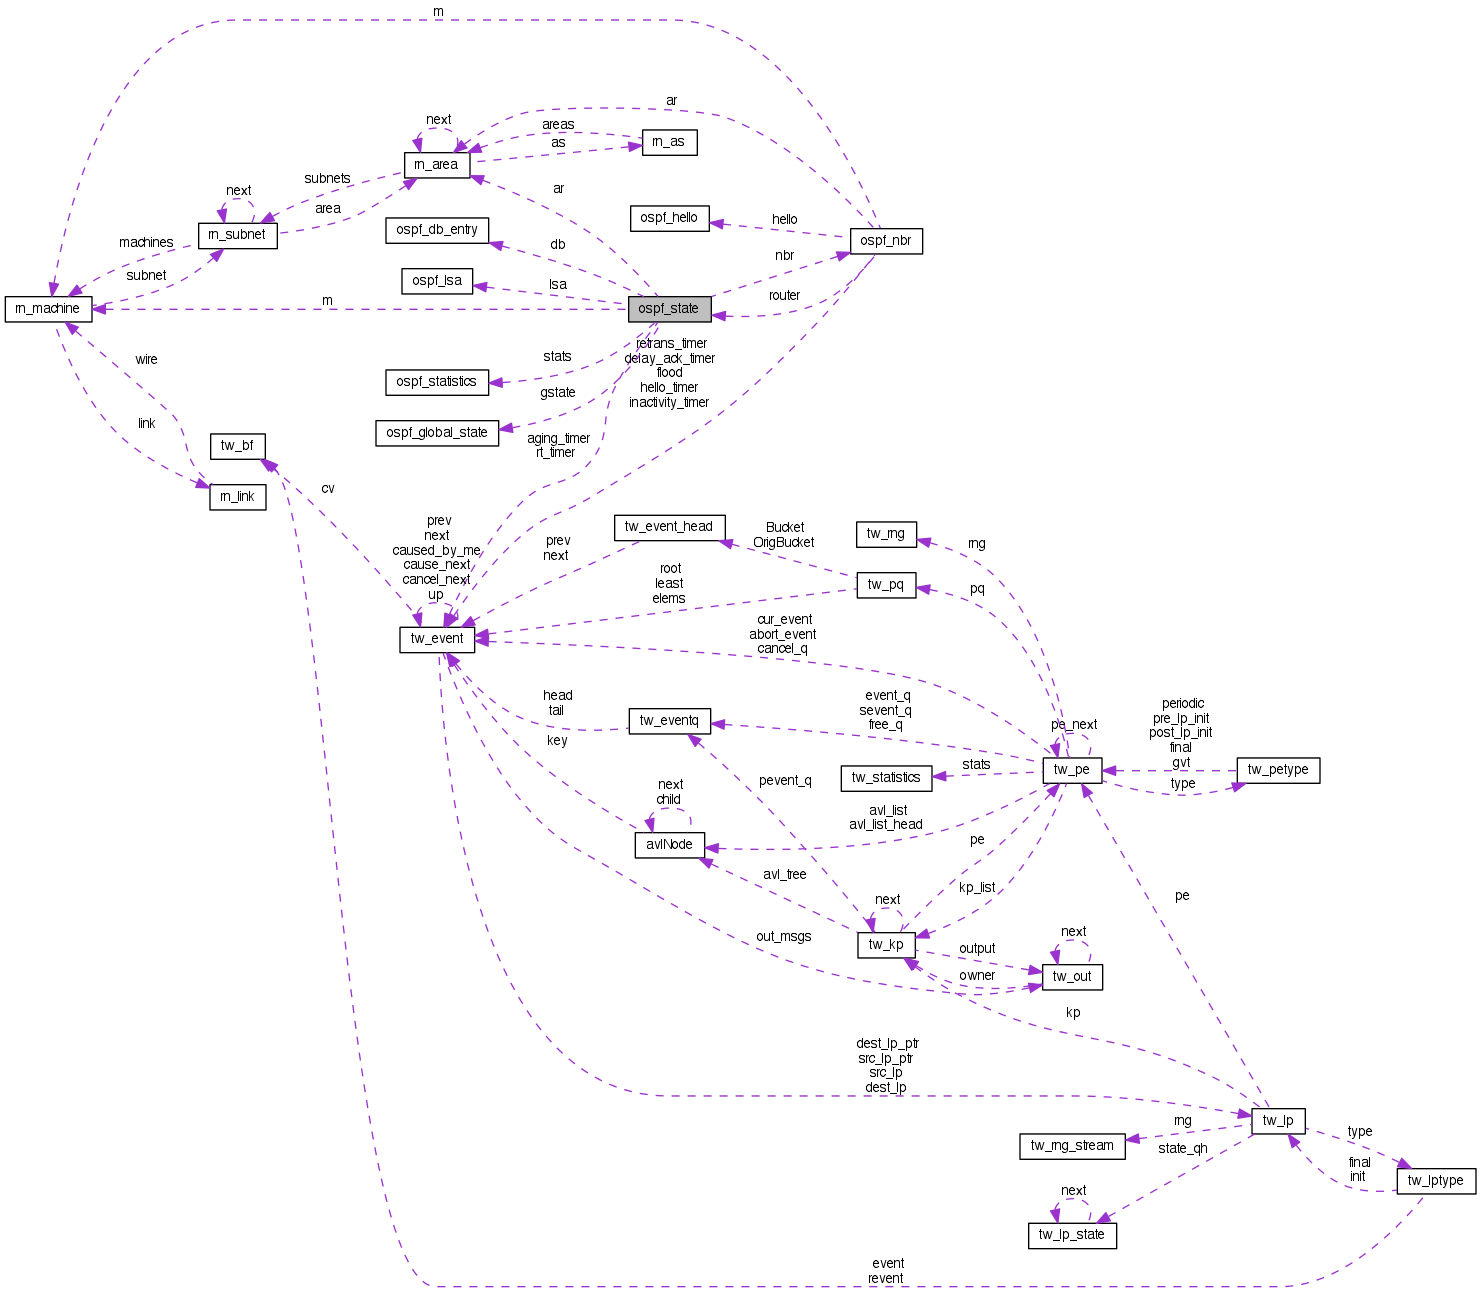 m
ar
next
areas
rn_as
as
rn_area
subnets
ar
next
area
ospf_hello
hello
rn_subnet
ospf_db_entry
ospf_nbr
machines
db
nbr
subnet
ospf_lsa
lsa
router
rn_machine
m
ospf_state
retrans_timer
delay_ack_timer
flood
hello_timer
inactivity_timer
wire
stats
ospf_statistics
gstate
link
ospf_global_state
tw_bf
aging_timer
rt_timer
cv
rn_link
prev
next
caused_by_me
cause_next
cancel_next
up
tw_event_head
prev
next
Bucket
OrigBucket
tw_rng
rng
root
least
elems
tw_pq
pq
tw_event
cur_event
abort_event
cancel_q
head
tail
tw_eventq
event_q
sevent_q
free_q
pe_next
periodic
pre_lp_init
post_lp_init
final
gvt
key
tw_statistics
stats
tw_pe
tw_petype
type
pevent_q
next
child
avl_list
avl_list_head
avlNode
pe
avl_tree
kp_list
next
pe
out_msgs
tw_kp
output
next
owner
tw_out
kp
dest_lp_ptr
src_lp_ptr
src_lp
dest_lp
tw_lp
rng
type
tw_rng_stream
state_qh
final
init
tw_lptype
next
tw_lp_state
event
revent